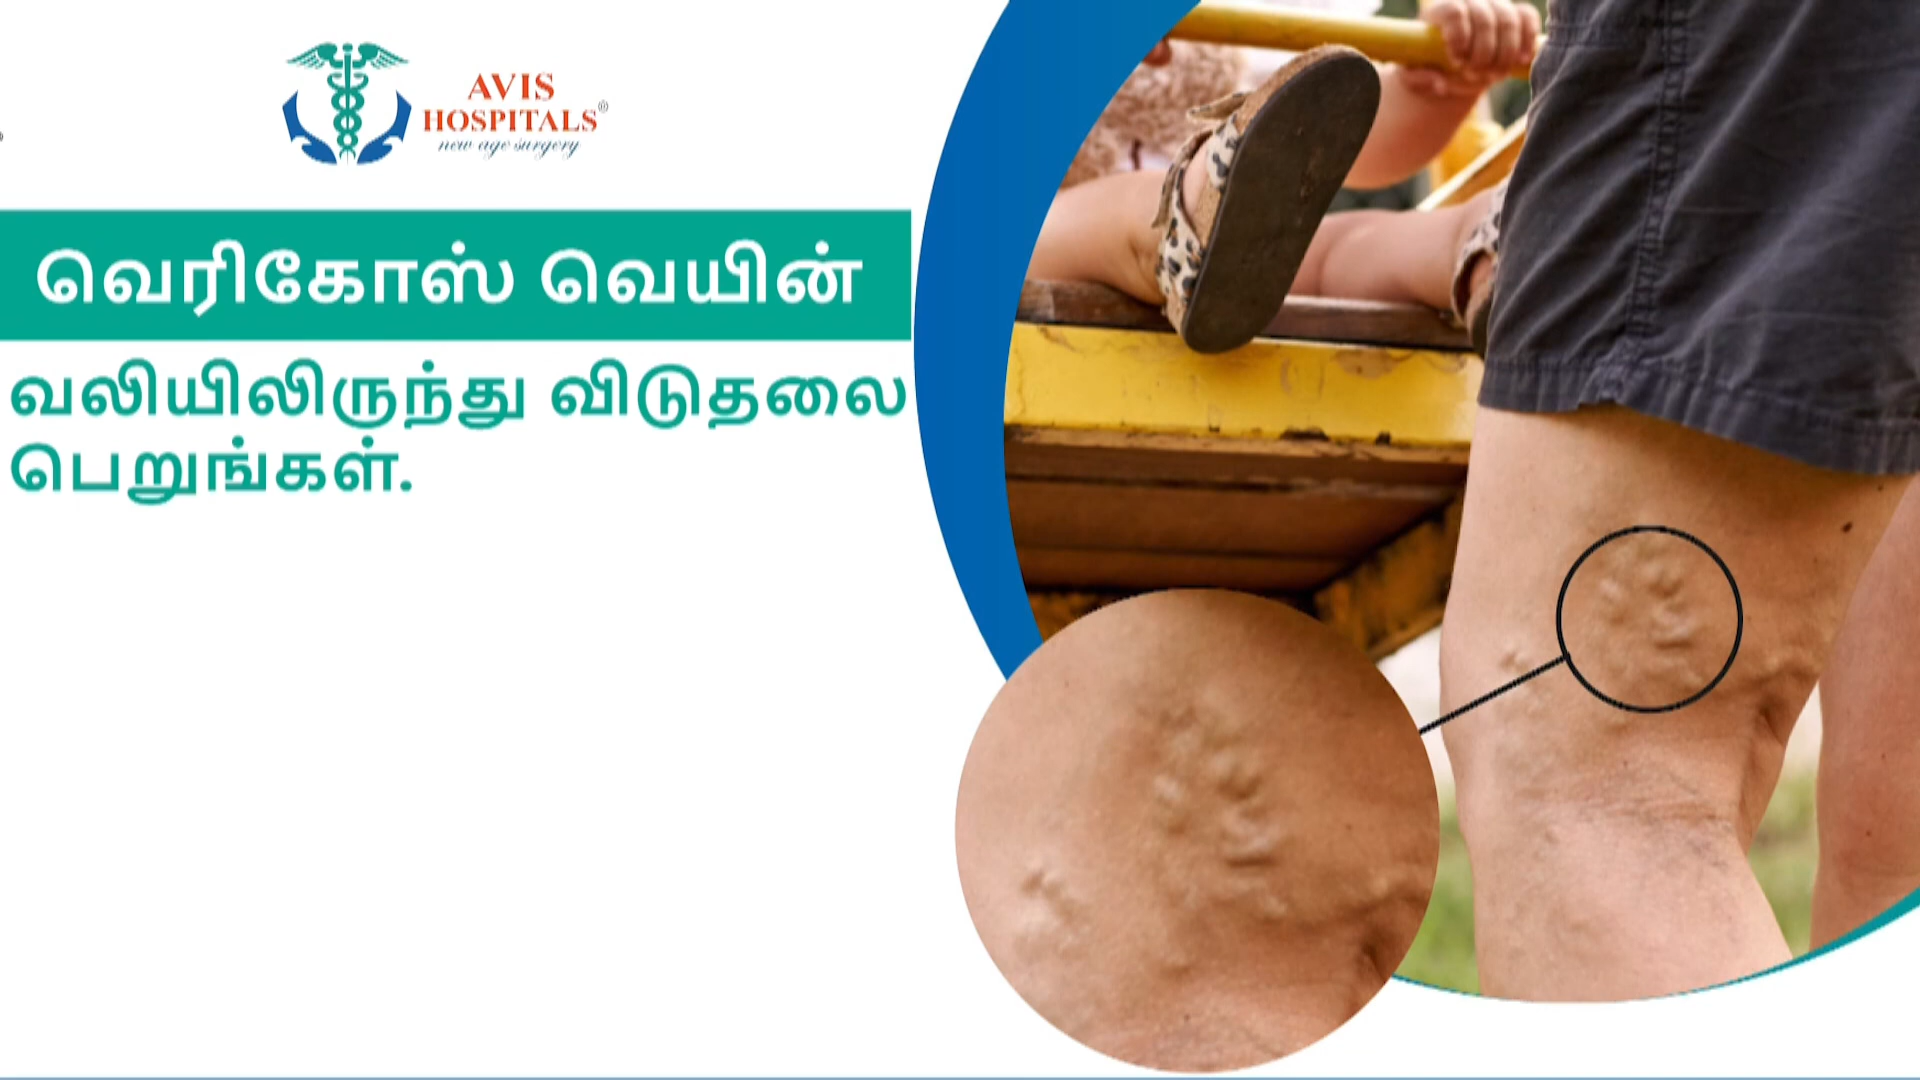 AVIS
HOSPITALS®
new age surgery
வெரிகோஸ் வெயின்
வலியிலிருந்து விடுதலை
பெறுங்கள்.